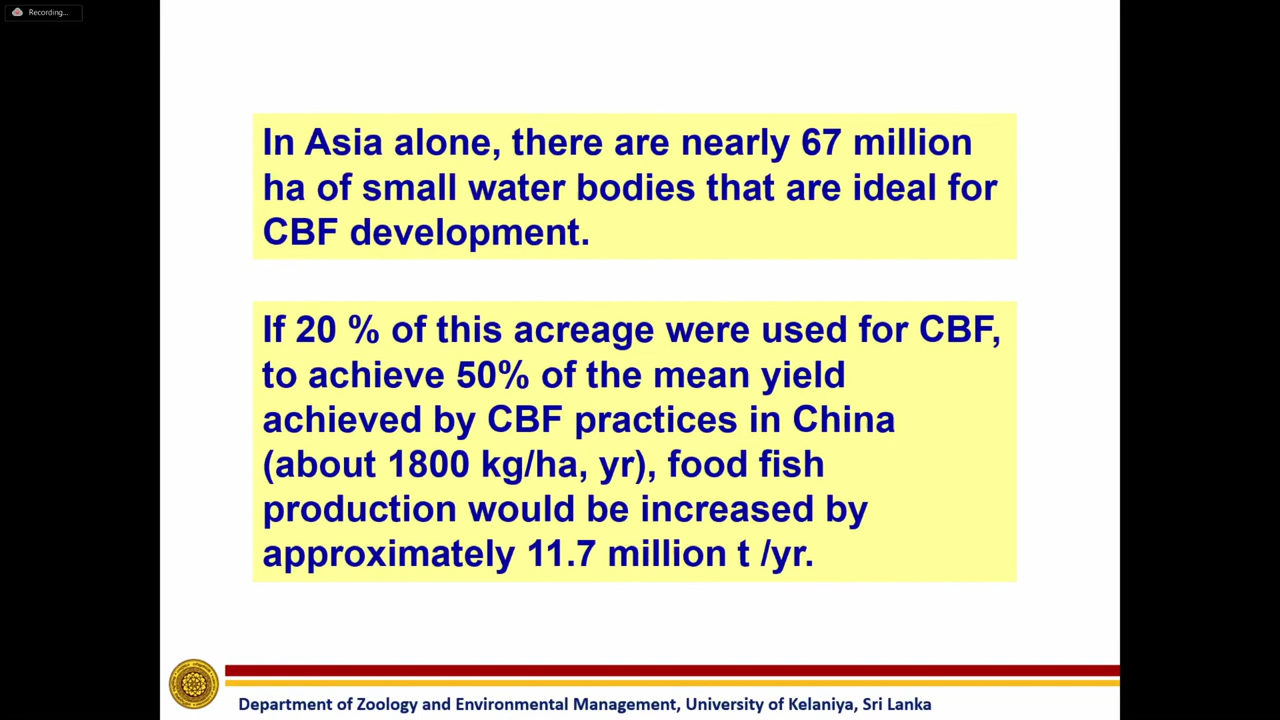 Recording...
In Asia alone, there are nearly 67 million
ha of small water bodies that are ideal for
CBF development.
If 20 % of this acreage were used for CBF,
to achieve 50% of the mean yield
achieved by CBF practices in China
(about 1800 kg/ha, yr), food fish
production would be increased by
approximately 11.7 million t /yr.
Department of Zoology and Environmental Management, University of Kelaniya, Sri Lanka